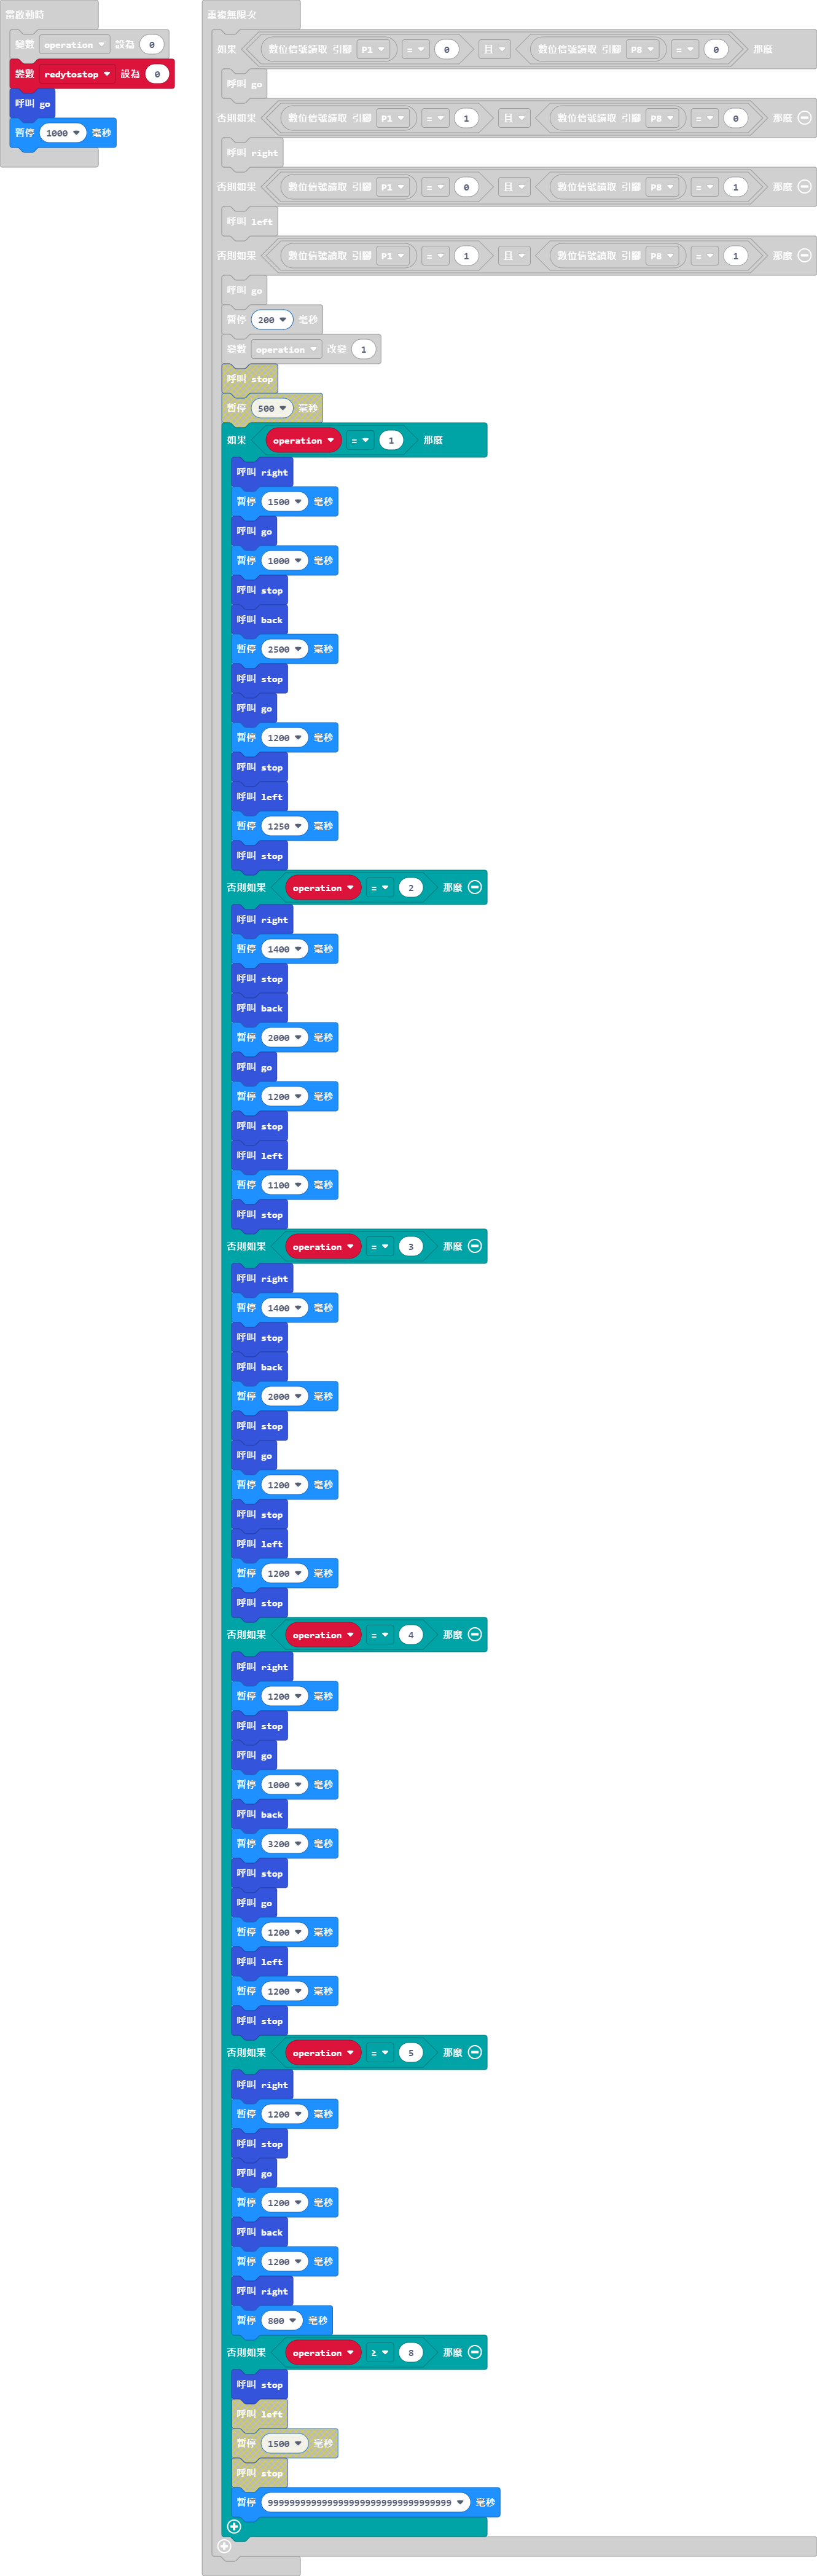 當啟動時
變數 operation 設為 0
變數 redytostop 設為 0
呼叫 go
暫停 1000 毫秒
重複無限次
如果 數位信號讀取 引腳 P1 = 0 且 數位信號讀取 引腳 P8 = 0 那麼
呼叫 go
否則如果 數位信號讀取 引腳 P1 = 1 且 數位信號讀取 引腳 P8 = 0 那麼
呼叫 right
否則如果 數位信號讀取 引腳 P1 = 0 且 數位信號讀取 引腳 P8 = 1 那麼
呼叫 left
否則如果 數位信號讀取 引腳 P1 = 1 且 數位信號讀取 引腳 P8 = 1 那麼
呼叫 go
暫停 200 毫秒
變數 operation 改變 1
呼叫 stop
暫停 500 毫秒
如果 operation = 1 那麼
呼叫 right
暫停 1500 毫秒
呼叫 go
暫停 1000 毫秒
呼叫 stop
呼叫 back
暫停 2500 毫秒
呼叫 stop
呼叫 go
暫停 1200 毫秒
呼叫 stop
呼叫 left
暫停 1250 毫秒
呼叫 stop
否則如果 operation = 2 那麼
呼叫 right
暫停 1400 毫秒
呼叫 stop
呼叫 back
暫停 2000 毫秒
呼叫 go
暫停 1200 毫秒
呼叫 stop
呼叫 left
暫停 1100 毫秒
呼叫 stop
否則如果 operation = 3 那麼
呼叫 right
暫停 1400 毫秒
呼叫 stop
呼叫 back
暫停 2000 毫秒
呼叫 stop
呼叫 go
暫停 1200 毫秒
呼叫 stop
呼叫 left
暫停 1200 毫秒
呼叫 stop
否則如果 operation = 4 那麼
呼叫 right
暫停 1200 毫秒
呼叫 stop
呼叫 go
暫停 1000 毫秒
呼叫 back
暫停 3200 毫秒
呼叫 stop
呼叫 go
暫停 1200 毫秒
呼叫 left
暫停 1200 毫秒
呼叫 stop
否則如果 operation = 5 那麼
呼叫 right
暫停 1200 毫秒
呼叫 stop
呼叫 go
暫停 1200 毫秒
呼叫 back
暫停 1200 毫秒
呼叫 right
暫停 800 毫秒
否則如果 operation ≥ 8 那麼
呼叫 stop
呼叫 left
暫停 1500 毫秒
呼叫 stop
暫停 毫秒